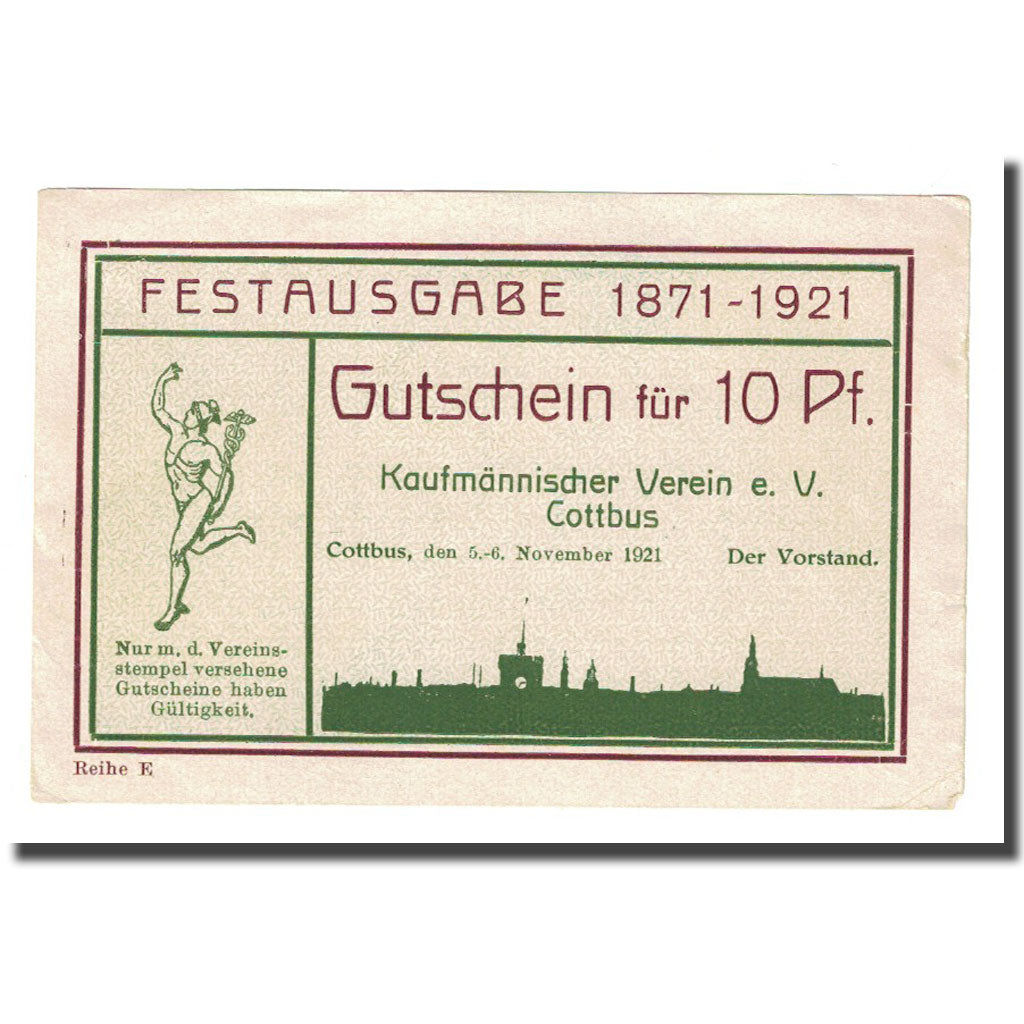 FESTAUSGABE 1871-1921
Gutschein für 10 Pf.
Kaufmännischer Verein e. V.
Cottbus
Cottbus, den 5.-6. November 1921 Der Vorstand.
Nur m. d. Vereins-
stempel versehene
Gutscheine haben
Gültigkeit.
Reihe E